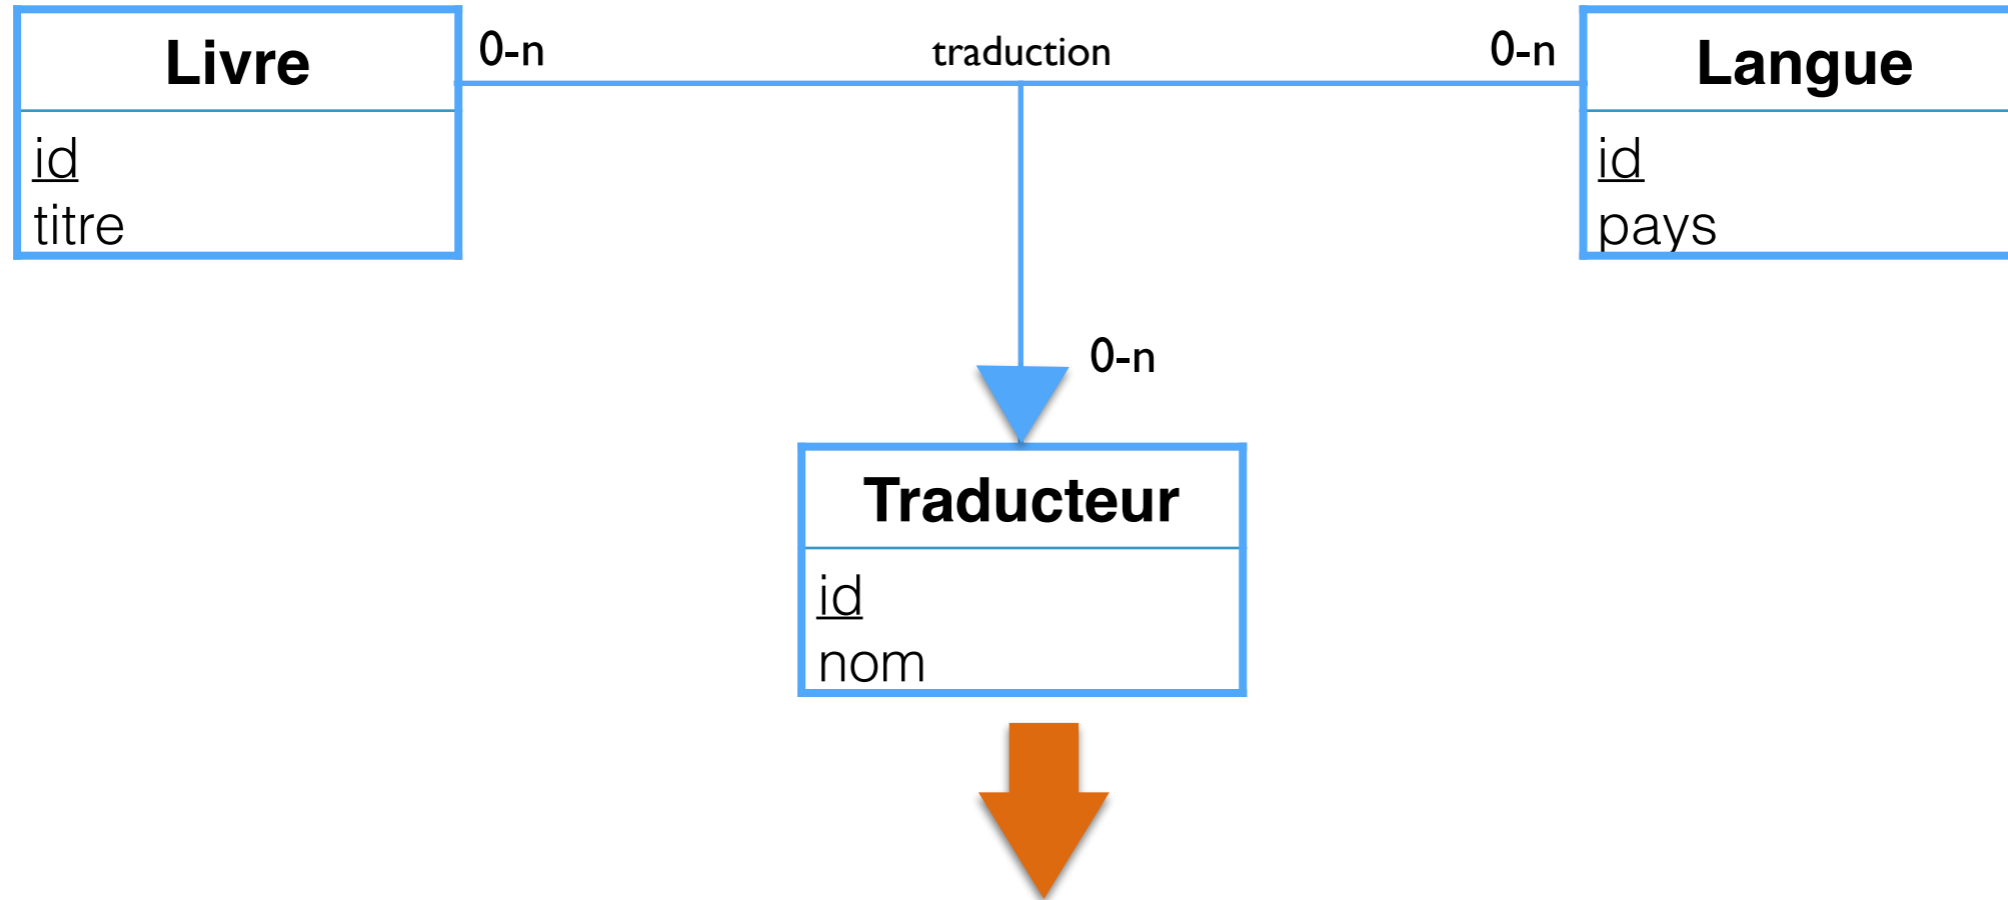 Livre
id
titre
0-n
traduction
0-n
Langue
id
pays
0-n
Traducteur
id
nom